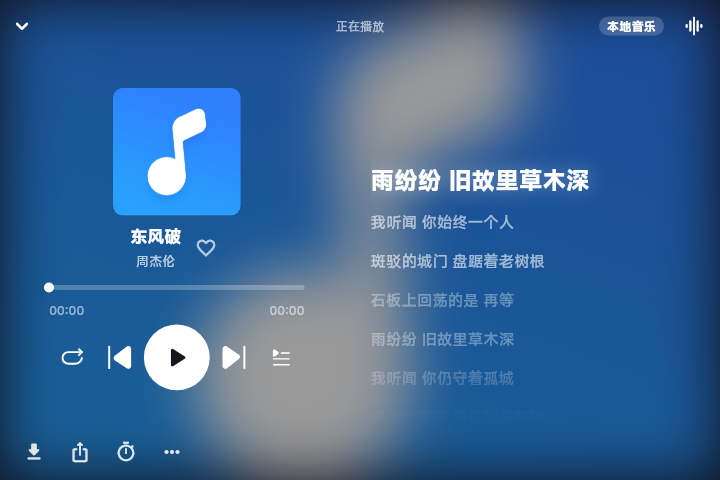 正在播放
本地音乐
东风破
周杰伦
00:00
00:00
雨纷纷 旧故里草木深
我听闻 你始终一个人
斑驳的城门 盘踞着老树根
石板上回荡的是 再等
雨纷纷 旧故里草木深
我听闻 你仍守着孤城